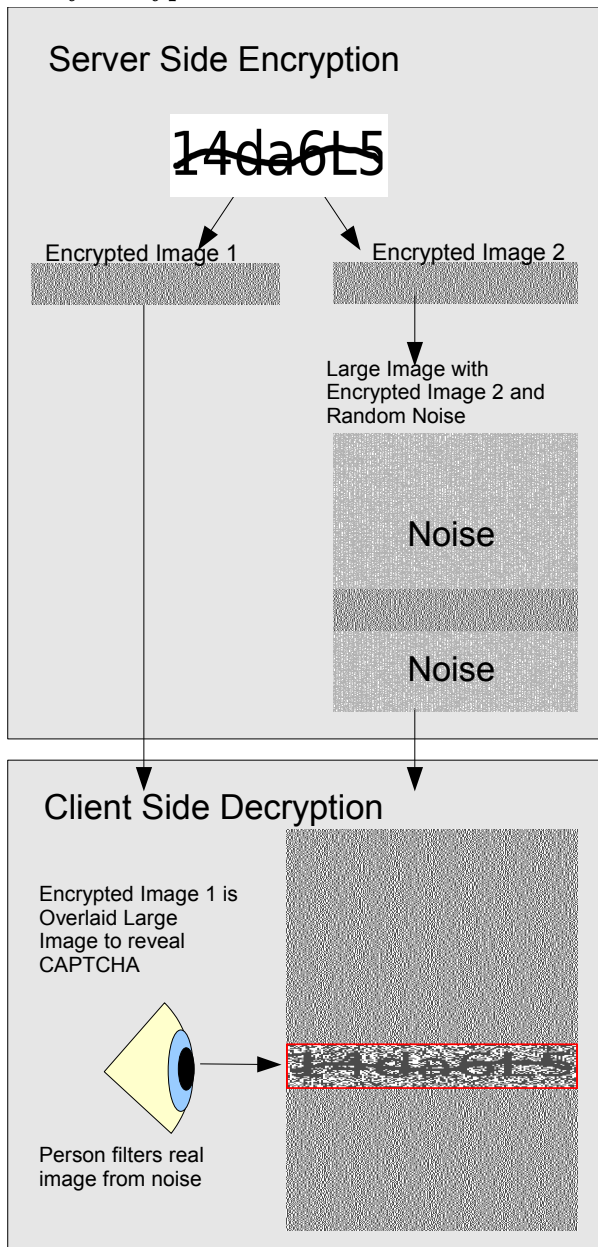 Server Side Encryption
14da6L5
Encrypted Image 1
Encrypted Image 2
Large Image with
Encrypted Image 2 and
Random Noise
Noise
Noise
Client Side Decryption
Encrypted Image 1 is
Overlaid Large
Image to reveal
CAPTCHA
14da6L5
Person filters real
image from noise